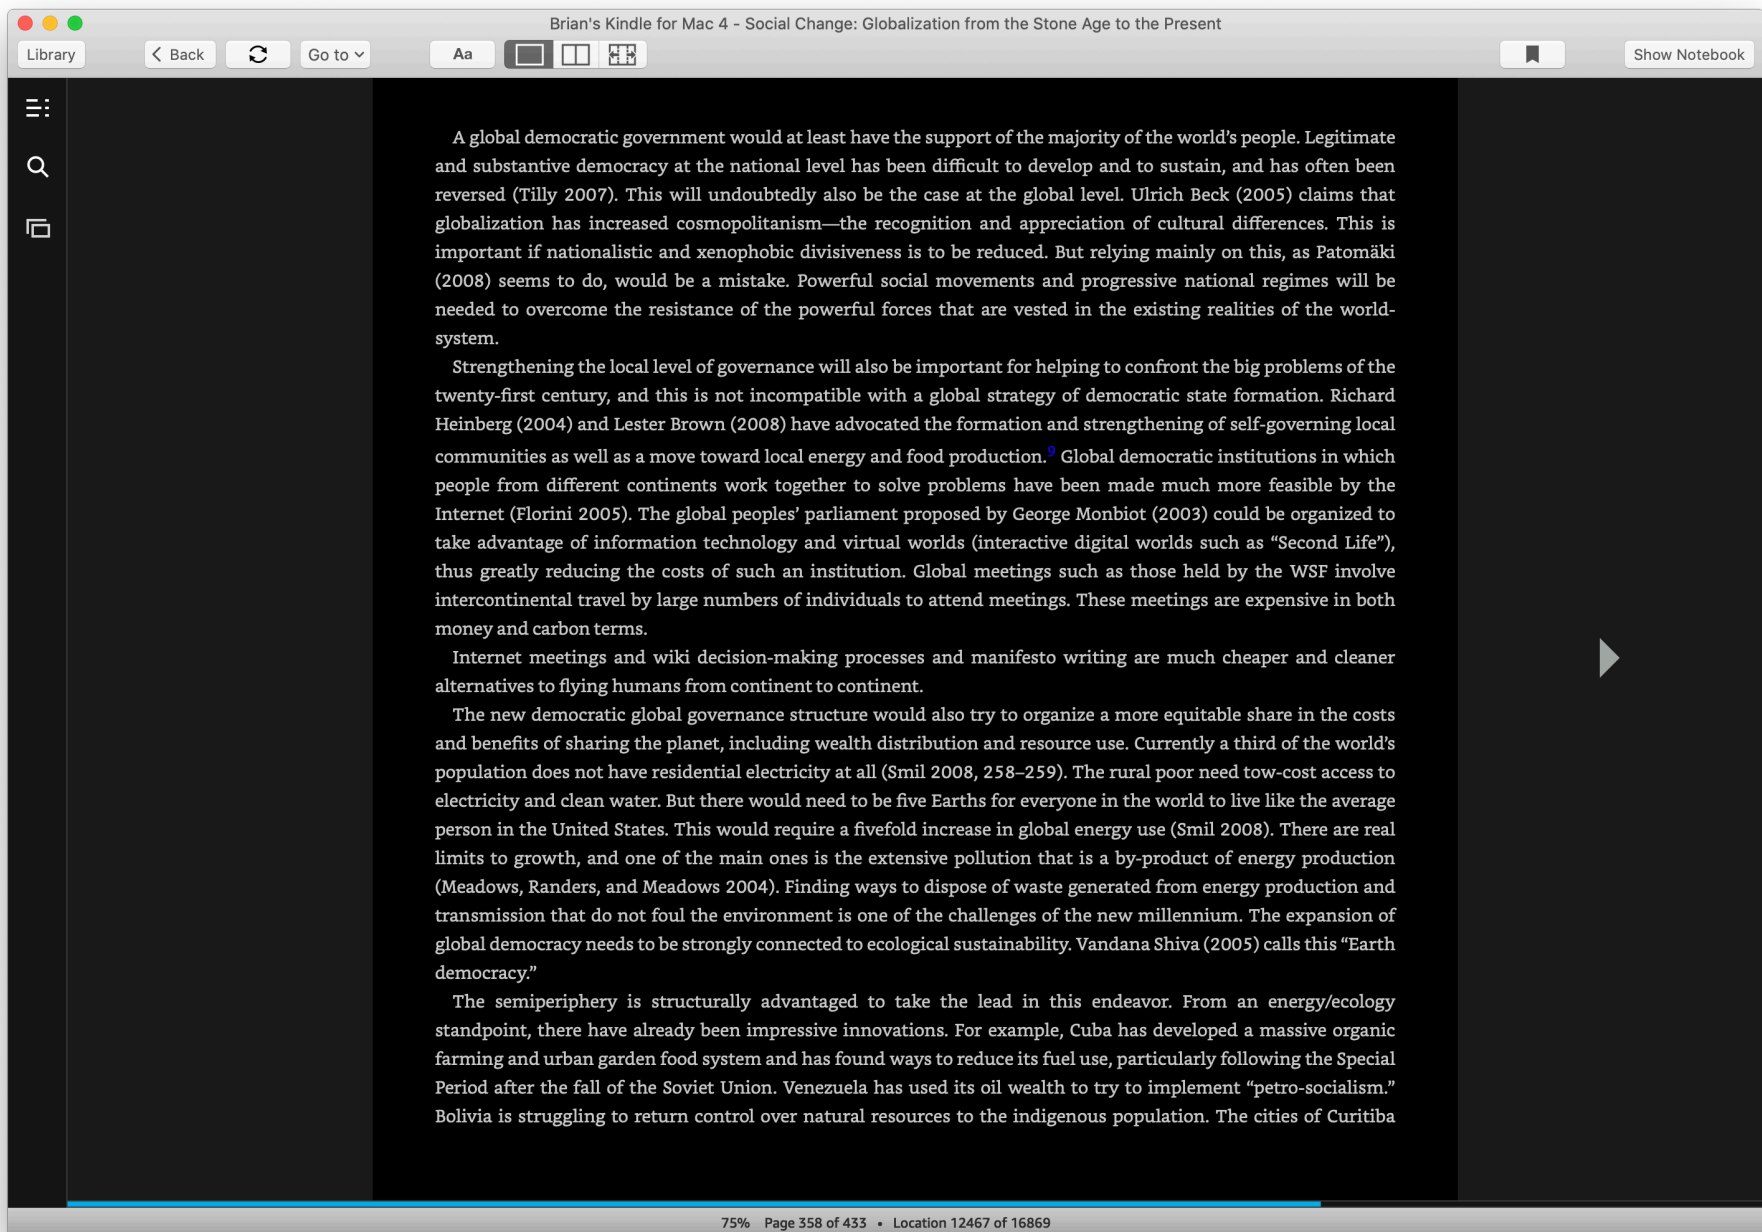 Brian's Kindle for Mac 4 - Social Change: Globalization from the Stone Age to the Present
Library
Back
Go to
Aa
Show Notebook
A global democratic government would at least have the support of the majority of the world’s people. Legitimate
and substantive democracy at the national level has been difficult to develop and to sustain, and has often been
reversed (Tilly 2007). This will undoubtedly also be the case at the global level. Ulrich Beck (2005) claims that
globalization has increased cosmopolitanism—the recognition and appreciation of cultural differences. This is
important if nationalistic and xenophobic divisiveness is to be reduced. But relying mainly on this, as Patomäki
(2008) seems to do, would be a mistake. Powerful social movements and progressive national regimes will be
needed to overcome the resistance of the powerful forces that are vested in the existing realities of the world-
system.
Strengthening the local level of governance will also be important for helping to confront the big problems of the
twenty-first century, and this is not incompatible with a global strategy of democratic state formation. Richard
Heinberg (2004) and Lester Brown (2008) have advocated the formation and strengthening of self-governing local
communities as well as a move toward local energy and food production.9 Global democratic institutions in which
people from different continents work together to solve problems have been made much more feasible by the
Internet (Florini 2005). The global peoples’ parliament proposed by George Monbiot (2003) could be organized to
take advantage of information technology and virtual worlds (interactive digital worlds such as “Second Life”),
thus greatly reducing the costs of such an institution. Global meetings such as those held by the WSF involve
intercontinental travel by large numbers of individuals to attend meetings. These meetings are expensive in both
money and carbon terms.
Internet meetings and wiki decision-making processes and manifesto writing are much cheaper and cleaner
alternatives to flying humans from continent to continent.
The new democratic global governance structure would also try to organize a more equitable share in the costs
and benefits of sharing the planet, including wealth distribution and resource use. Currently a third of the world’s
population does not have residential electricity at all (Smil 2008, 258–259). The rural poor need tow-cost access to
electricity and clean water. But there would need to be five Earths for everyone in the world to live like the average
person in the United States. This would require a fivefold increase in global energy use (Smil 2008). There are real
limits to growth, and one of the main ones is the extensive pollution that is a by-product of energy production
(Meadows, Randers, and Meadows 2004). Finding ways to dispose of waste generated from energy production and
transmission that do not foul the environment is one of the challenges of the new millennium. The expansion of
global democracy needs to be strongly connected to ecological sustainability. Vandana Shiva (2005) calls this “Earth
democracy.”
The semiperiphery is structurally advantaged to take the lead in this endeavor. From an energy/ecology
standpoint, there have already been impressive innovations. For example, Cuba has developed a massive organic
farming and urban garden food system and has found ways to reduce its fuel use, particularly following the Special
Period after the fall of the Soviet Union. Venezuela has used its oil wealth to try to implement “petro-socialism.”
Bolivia is struggling to return control over natural resources to the indigenous population. The cities of Curitiba
75% Page 358 of 433 • Location 12467 of 16869